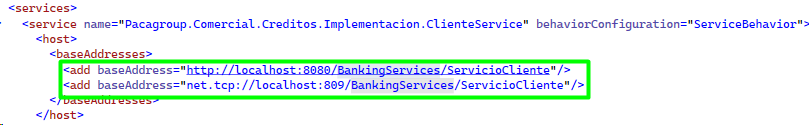 <services>
<service name="Pacagroup.Comercial.Creditos.Implementacion.ClienteService" behaviorConfiguration="ServiceBehavior">
<host>
<baseAddresses>
<add baseAddress="http://localhost:8080/BankingServices/ServicioCliente"/>
<add baseAddress="net.tcp://localhost:809/BankingServices/ServicioCliente"/>
</baseAddresses>
</host>